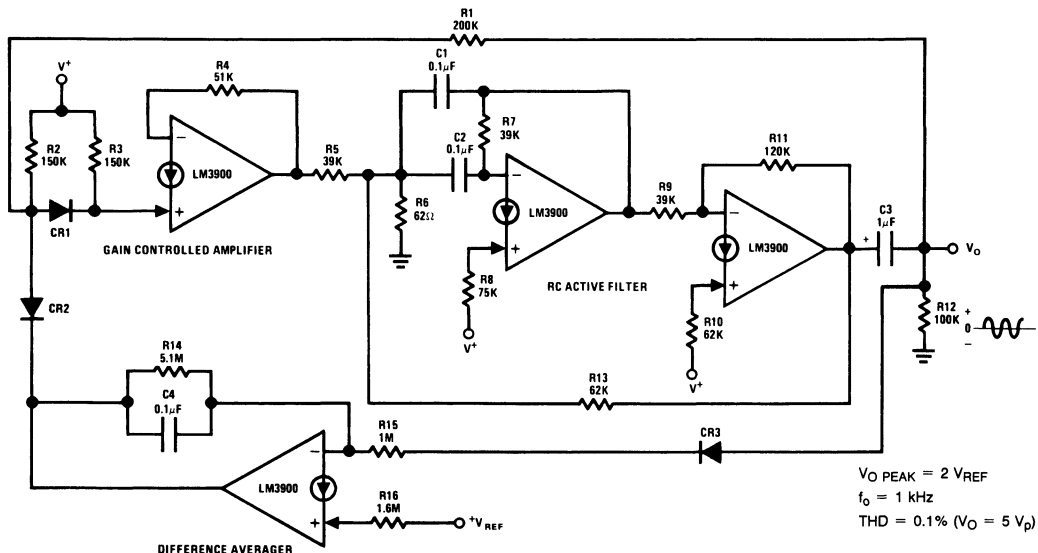 R1
200K
V+
R4
51K
C1
0.1µF
R2
150K
R3
150K
LM3900
R5
39K
C2
0.1µF
R7
39K
R11
120K
R6
62Ω
LM3900
R9
39K
LM3900
C3
1µF
+
VO
CR1
GAIN CONTROLLED AMPLIFIER
R8
75K
V+
RC ACTIVE FILTER
R10
62K
V+
R12
100K
+
0
−
CR2
R14
5.1M
C4
0.1µF
R13
62K
R15
1M
CR3
LM3900
R16
1.6M
+VREF
DIFFERENCE AVERAGER
VO PEAK = 2 VREF
fo = 1 kHz
THD = 0.1% (VO = 5 Vp)
−
+
−
+
−
+
−
+